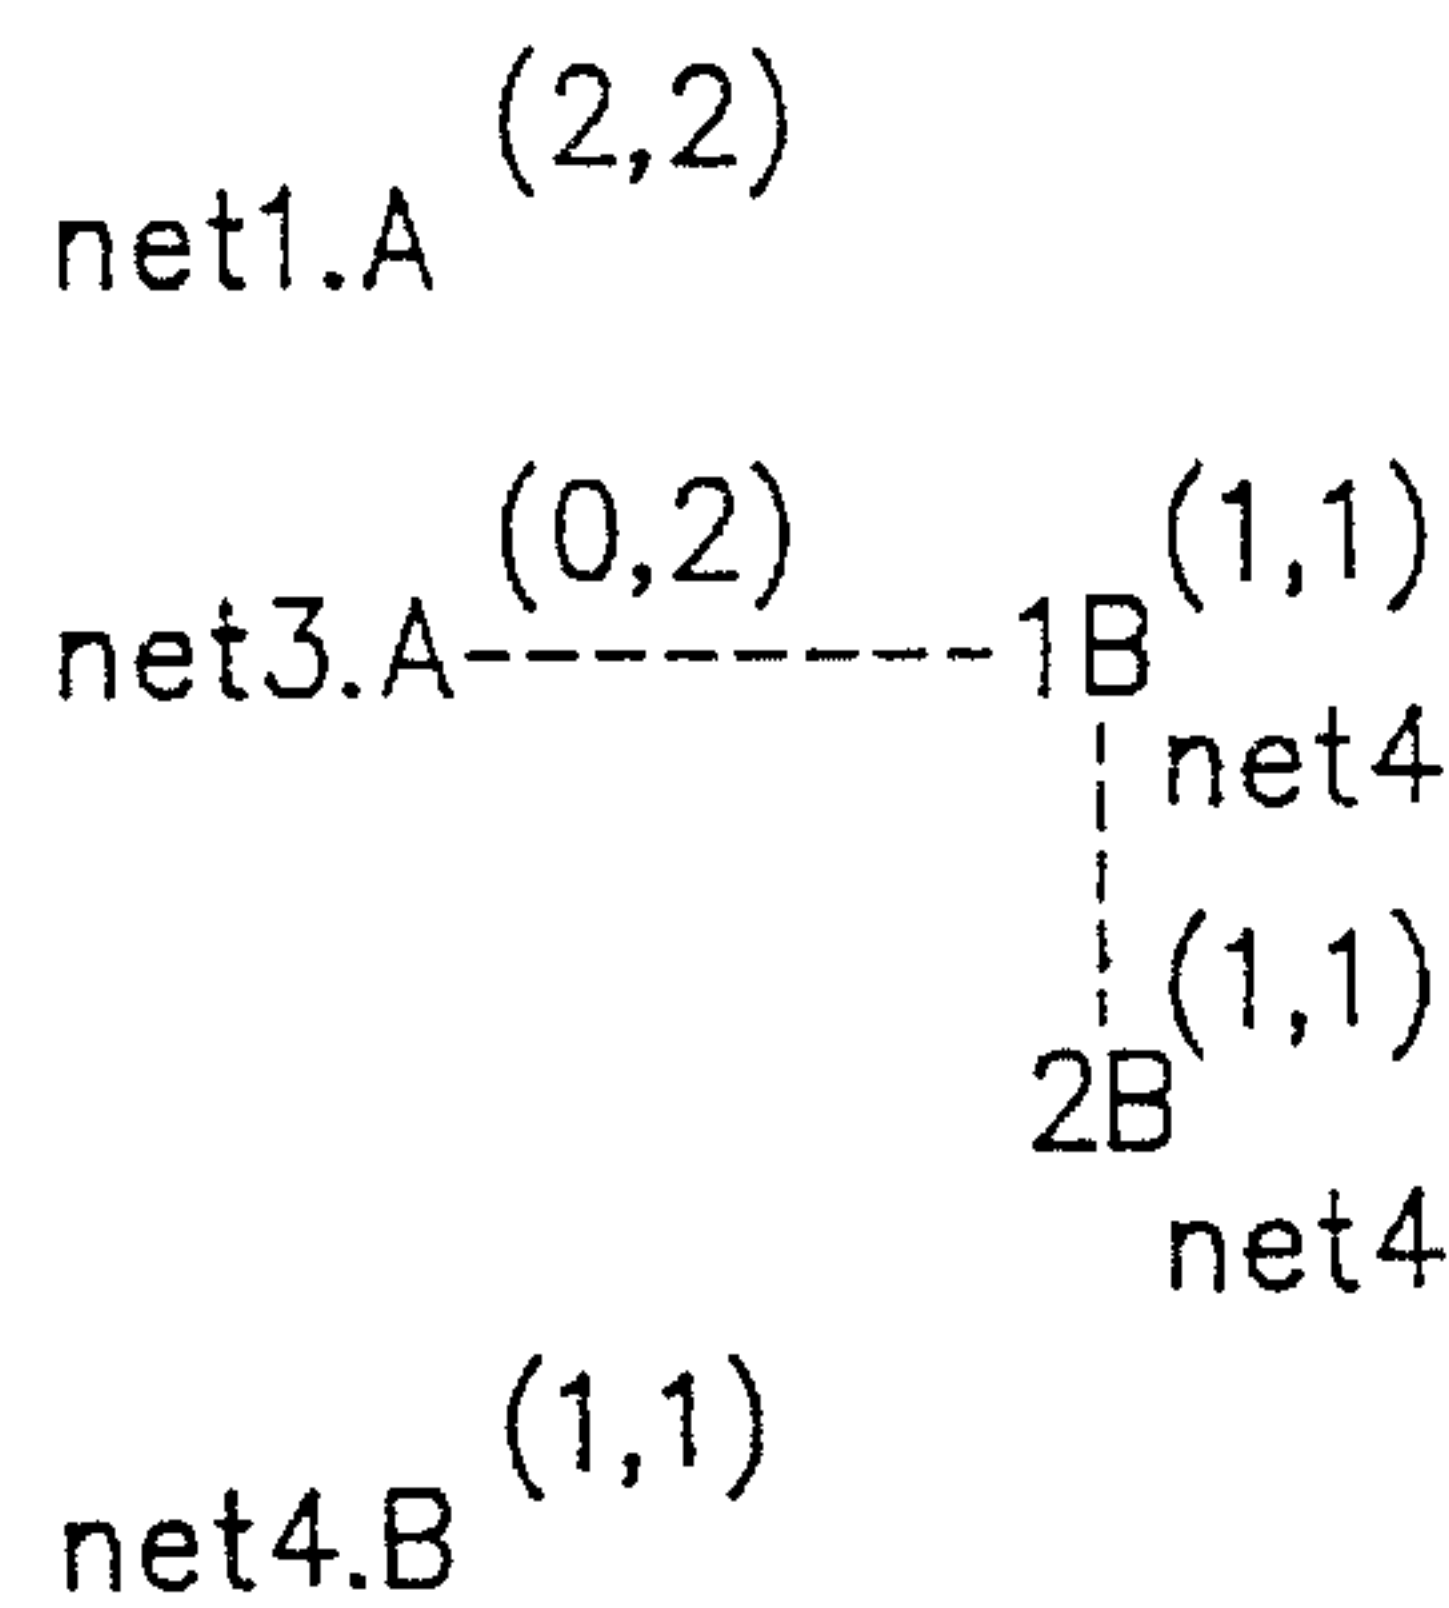 (2,2)
net1.A
(0,2)
(1,1)
net3.A
1B
net4
(1,1)
2B
net4
(1,1)
net4.B